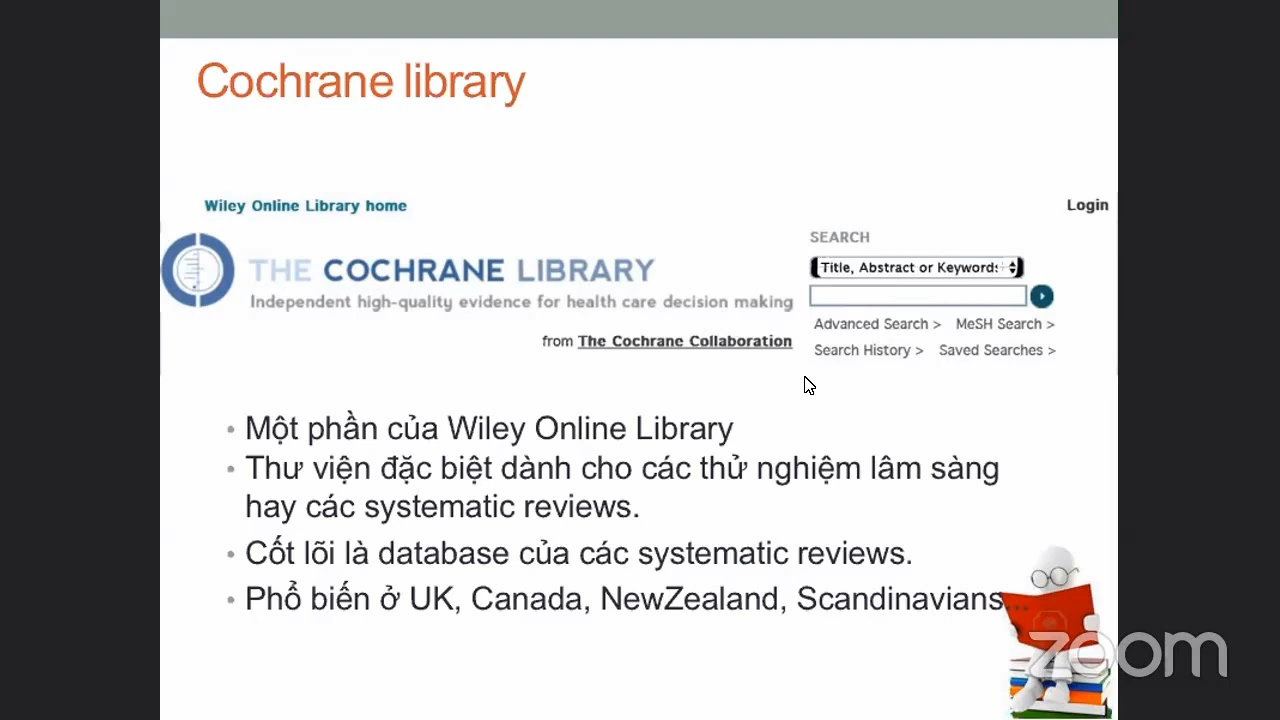 Cochrane library
Wiley Online Library home
Login
SEARCH
THE COCHRANE LIBRARY
Title, Abstract or Keywords
Independent high-quality evidence for health care decision making
Advanced Search > MeSH Search >
from The Cochrane Collaboration
Search History > Saved Searches >
• Một phần của Wiley Online Library
• Thư viện đặc biệt dành cho các thử nghiệm lâm sàng
hay các systematic reviews.
• Cốt lõi là database của các systematic reviews.
• Phổ biến ở UK, Canada, NewZealand, Scandinavians...
zoom